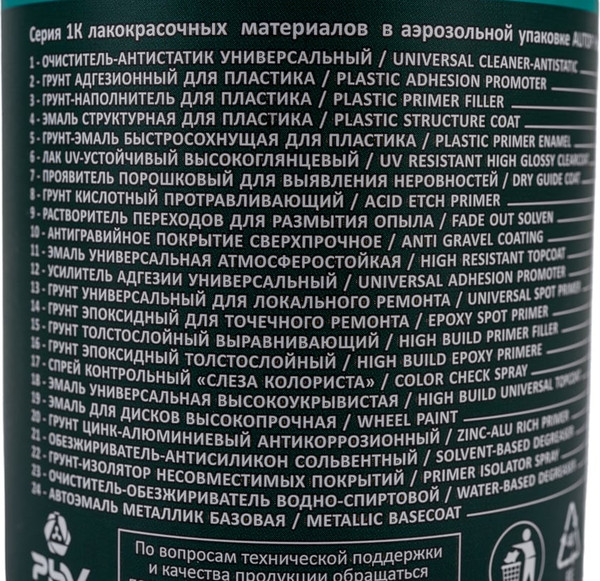 Серия 1К лакокрасочных материалов в аэрозольной упаковке
1 - ОЧИСТИТЕЛЬ-АНТИСТАТИК УНИВЕРСАЛЬНЫЙ / UNIVERSAL CLEANER-ANTISTATIC
2 - ГРУНТ АДГЕЗИОННЫЙ ДЛЯ ПЛАСТИКА / PLASTIC ADHESION PROMOTER
3 - ГРУНТ-НАПОЛНИТЕЛЬ ДЛЯ ПЛАСТИКА / PLASTIC PRIMER FILLER
4 - ЭМАЛЬ СТРУКТУРНАЯ ДЛЯ ПЛАСТИКА / PLASTIC STRUCTURE COAT
5 - ГРУНТ-ЭМАЛЬ БЫСТРОСОХНУЩАЯ ДЛЯ ПЛАСТИКА / PLASTIC PRIMER ENAMEL
6 - ЛАК UV-УСТОЙЧИВЫЙ ВЫСОКОГЛЯНЦЕВЫЙ / UV RESISTANT HIGH GLOSSY CLEARCOAT
7 - ПРОЯВИТЕЛЬ ПОРОШКОВЫЙ ДЛЯ ВЫЯВЛЕНИЯ НЕРОВНОСТЕЙ / DRY GUIDE COAT
8 - ГРУНТ КИСЛОТНЫЙ ПРОТРАВЛИВАЮЩИЙ / ACID ETCH PRIMER
9 - РАСТВОРИТЕЛЬ ПЕРЕХОДОВ ДЛЯ РАЗМЫТИЯ ОПЫЛА / FADE OUT SOLVEN
10 - АНТИГРАВИЙНОЕ ПОКРЫТИЕ СВЕРХПРОЧНОЕ / ANTI GRAVEL COATING
11 - ЭМАЛЬ УНИВЕРСАЛЬНАЯ АТМОСФЕРОСТОЙКАЯ / HIGH RESISTANT TOPCOAT
12 - УСИЛИТЕЛЬ АДГЕЗИИ УНИВЕРСАЛЬНЫЙ / UNIVERSAL ADHESION PROMOTER
13 - ГРУНТ УНИВЕРСАЛЬНЫЙ ДЛЯ ЛОКАЛЬНОГО РЕМОНТА / UNIVERSAL SPOT PRIMER
14 - ГРУНТ ЭПОКСИДНЫЙ ДЛЯ ТОЧЕЧНОГО РЕМОНТА / EPOXY SPOT PRIMER
15 - ГРУНТ ТОЛСТОСЛОЙНЫЙ ВЫРАВНИВАЮЩИЙ / HIGH BUILD PRIMER FILLER
16 - ГРУНТ ЭПОКСИДНЫЙ ТОЛСТОСЛОЙНЫЙ / HIGH BUILD EPOXY PRIMERE
17 - СПРЕЙ КОНТРОЛЬНЫЙ «СЛЕЗА КОЛОРИСТА» / COLOR CHECK SPRAY
18 - ЭМАЛЬ УНИВЕРСАЛЬНАЯ ВЫСОКОУКРЫВИСТАЯ / HIGH BUILD UNIVERSAL TOPCOAT
19 - ЭМАЛЬ ДЛЯ ДИСКОВ ВЫСОКОПРОЧНАЯ / WHEEL PAINT
20 - ГРУНТ ЦИНК-АЛЮМИНИЕВЫЙ АНТИКОРРОЗИОННЫЙ / ZINC-ALU RICH PRIMER
21 - ОБЕЗЖИРИВАТЕЛЬ-АНТИСИЛИКОН СОЛЬВЕНТНЫЙ / SOLVENT-BASED DEGREASER
22 - ГРУНТ-ИЗОЛЯТОР НЕСОВМЕСТИМЫХ ПОКРЫТИЙ / PRIMER ISOLATOR SPRAY
23 - ОЧИСТИТЕЛЬ-ОБЕЗЖИРИВАТЕЛЬ ВОДНО-СПИРТОВОЙ / WATER-BASED DEGREASER
24 - АВТОЭМАЛЬ МЕТАЛЛИК БАЗОВАЯ / METALLIC BASECOAT
По вопросам технической поддержки
и качества продукции обращаться